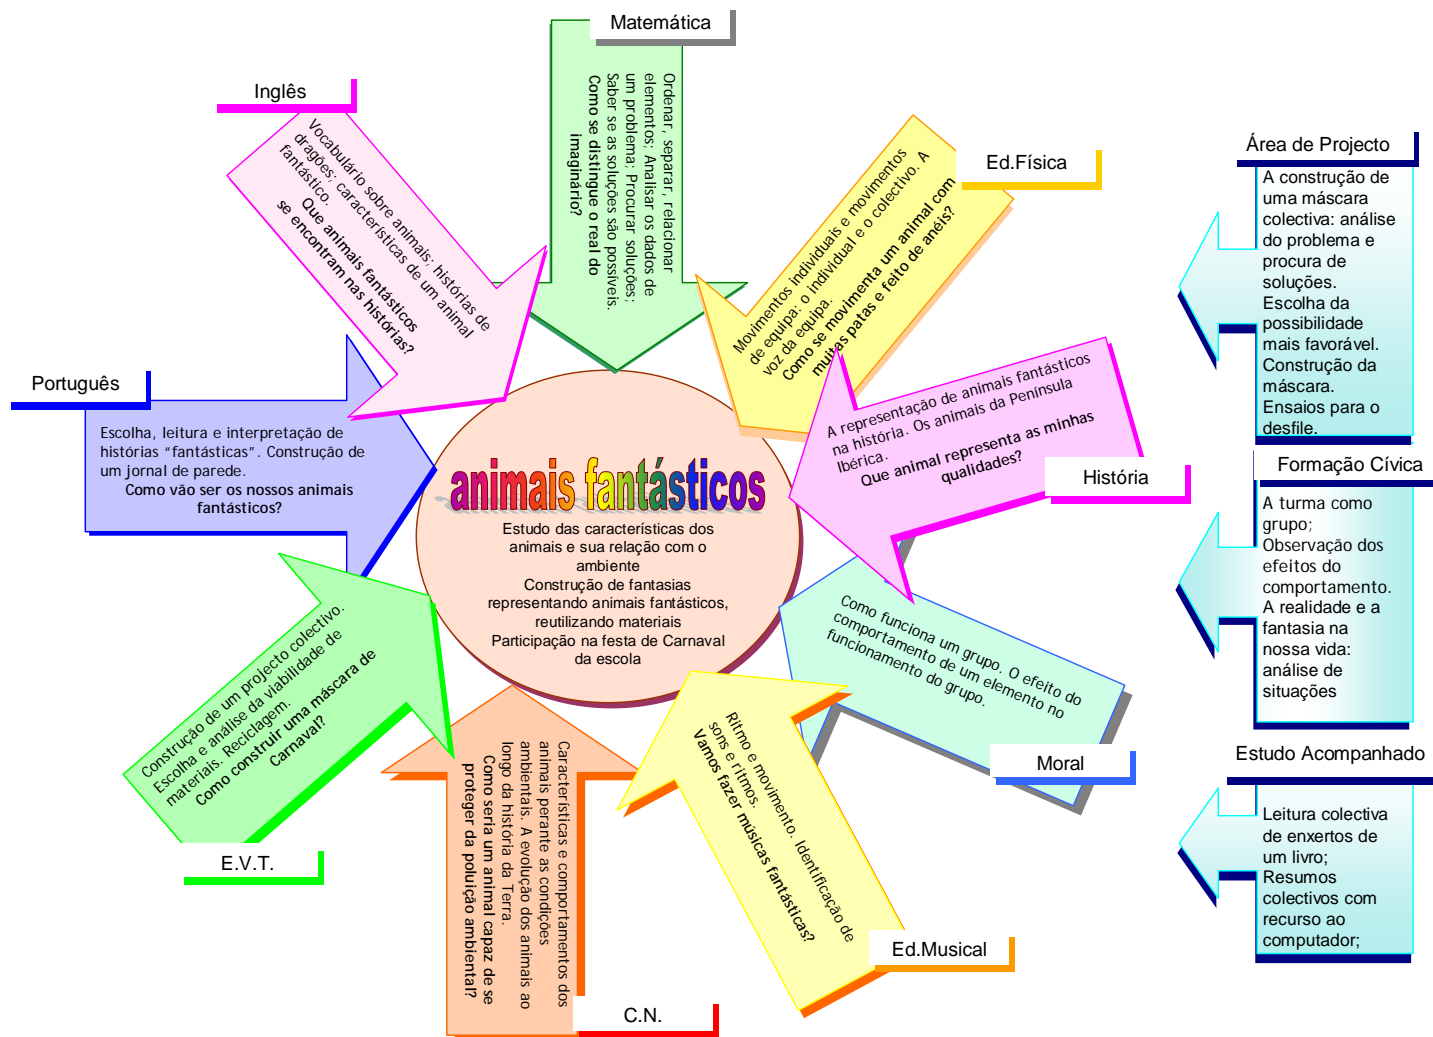 Matemática
Ordenar, separar, relacionar
elementos; Analisar os dados de
um problema; Procurar soluções;
Saber se as soluções são possíveis.
Como se distingue o real do
imaginário?
Inglês
Vocabulário sobre animais; histórias de
dragões; características de um animal
fantástico.
Que animais fantásticos
se encontram nas histórias?
Ed.Física
Movimentos individuais e movimentos
de equipa: o individual e o colectivo. A
voz da equipa.
Como se movimenta um animal com
muitas patas e feito de anéis?
Português
Escolha, leitura e interpretação de
histórias "fantásticas". Construção de
um jornal de parede.
Como vão ser os nossos animais
fantásticos?
História
A representação de animais fantásticos
na história. Os animais da Península
Ibérica.
Que animal representa as minhas
qualidades?
animais fantásticos
Estudo das características dos
animais e sua relação com o
ambiente
Construção de fantasias
representando animais fantásticos,
reutilizando materiais
Participação na festa de Carnaval
da escola
E.V.T.
Construção de um projecto colectivo.
Escolha e análise da viabilidade de
materiais. Reciclagem.
Como construir uma máscara de
Carnaval?
Moral
Como funciona um grupo. O efeito do
comportamento de um elemento no
funcionamento do grupo.
C.N.
Características e comportamentos dos
animais perante as condições
ambientais. A evolução dos animais ao
longo da história da Terra.
Como seria um animal capaz de se
proteger da poluição ambiental?
Ed.Musical
Ritmo e movimento. Identificação de
sons e ritmos.
Vamos fazer músicas fantásticas?
Área de Projecto
A construção de
uma máscara
colectiva: análise
do problema e
procura de
soluções.
Escolha da
possibilidade
mais favorável.
Construção da
máscara.
Ensaios para o
desfile.
Formação Cívica
A turma como
grupo;
Observação dos
efeitos do
comportamento.
A realidade e a
fantasia na
nossa vida:
análise de
situações
Estudo Acompanhado
Leitura colectiva
de enxertos de
um livro;
Resumos
colectivos com
recurso ao
computador;